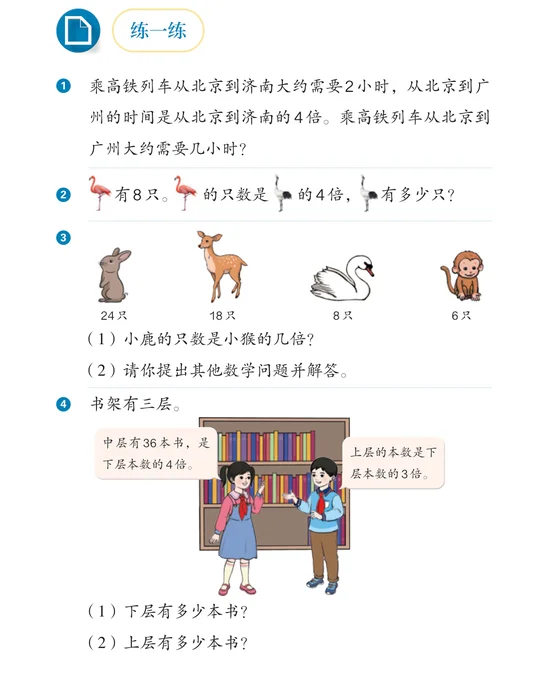 练一练
1 乘高铁列车从北京到济南大约需要2小时，从北京到广
州的时间是从北京到济南的4倍。乘高铁列车从北京到
广州大约需要几小时？
2 有8只。 的只数是 的4倍， 有多少只？
3
24只 18只 8只 6只
（1）小鹿的只数是小猴的几倍？
（2）请你提出其他数学问题并解答。
4 书架有三层。
中层有36本书，是
下层本数的4倍。
上层的本数是下
层本数的3倍。
（1）下层有多少本书？
（2）上层有多少本书？